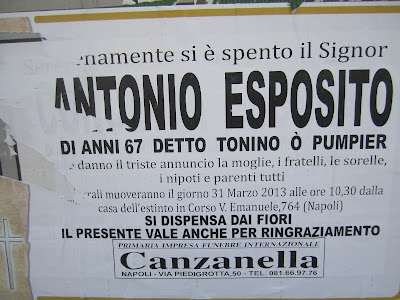 enamente si è spento il Signor
ANTONIO ESPOSITO
DI ANNI 67 DETTO TONINO Ò PUMPIER
e danno il triste annuncio la moglie, i fratelli, le sorelle,
i nipoti e parenti tutti
rali muoveranno il giorno 31 Marzo 2013 alle ore 10,30 dalla
casa dell'estinto in Corso V. Emanuele,764 (Napoli)
SI DISPENSA DAI FIORI
IL PRESENTE VALE ANCHE PER RINGRAZIAMENTO
PRIMARIA IMPRESA FUNEBRE INTERNAZIONALE
Canzanella
NAPOLI - VIA PIEDIGROTTA,50 - TEL. 081.66.97.76